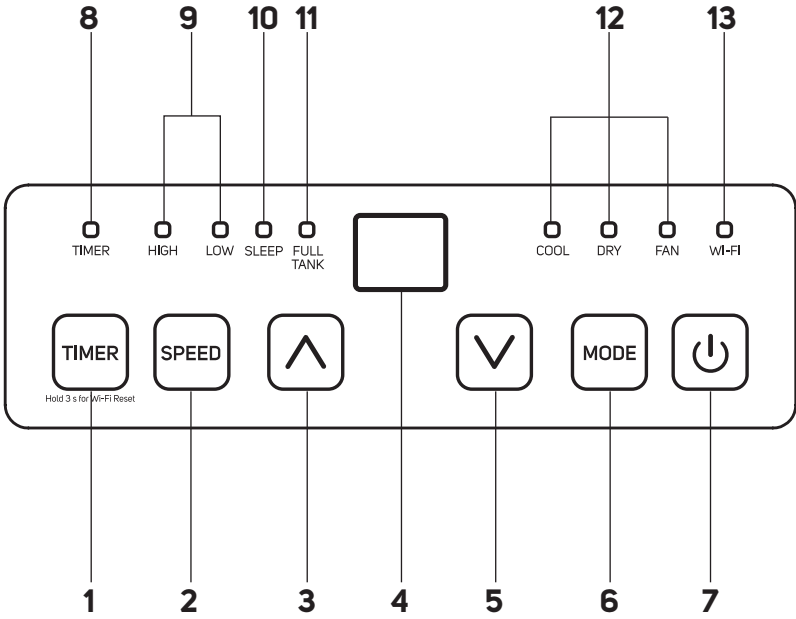 8 9 10 11 12 13
TIMER HIGH LOW SLEEP FULL TANK COOL DRY FAN WI-FI
TIMER SPEED MODE
Hold 3 s for Wi-Fi Reset
1 2 3 4 5 6 7